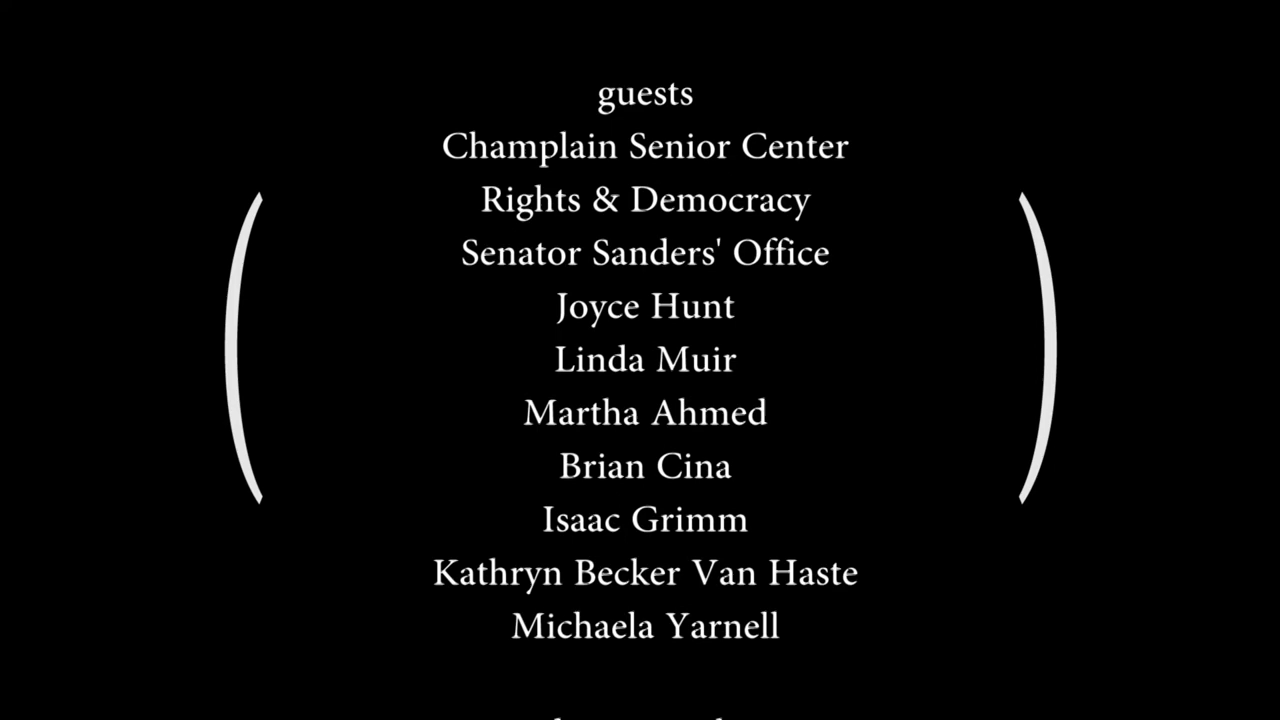 guests
Champlain Senior Center
Rights & Democracy
Senator Sanders' Office
Joyce Hunt
Linda Muir
Martha Ahmed
Brian Cina
Isaac Grimm
Kathryn Becker Van Haste
Michaela Yarnell